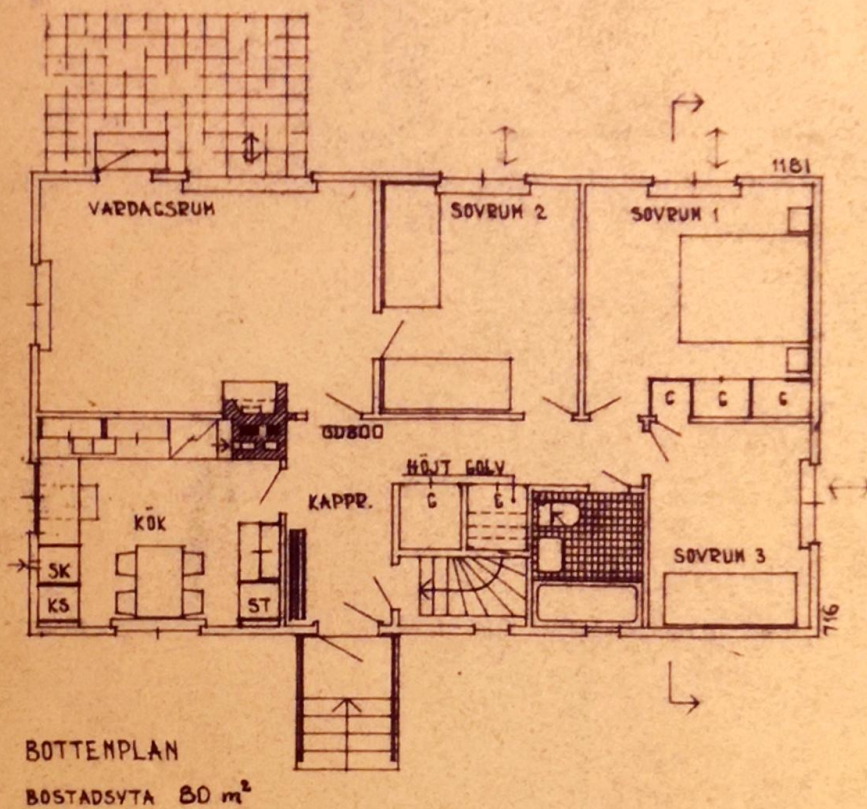 1181
VARDAGSRUM
SOVRUM 2
SOVRUM 1
G G G
GD800
HÖJT GOLV
KAPPR.
G G
KÖK
SOVRUM 3
SK
KS
ST
716
BOTTENPLAN
BOSTADSYTA 80 m²